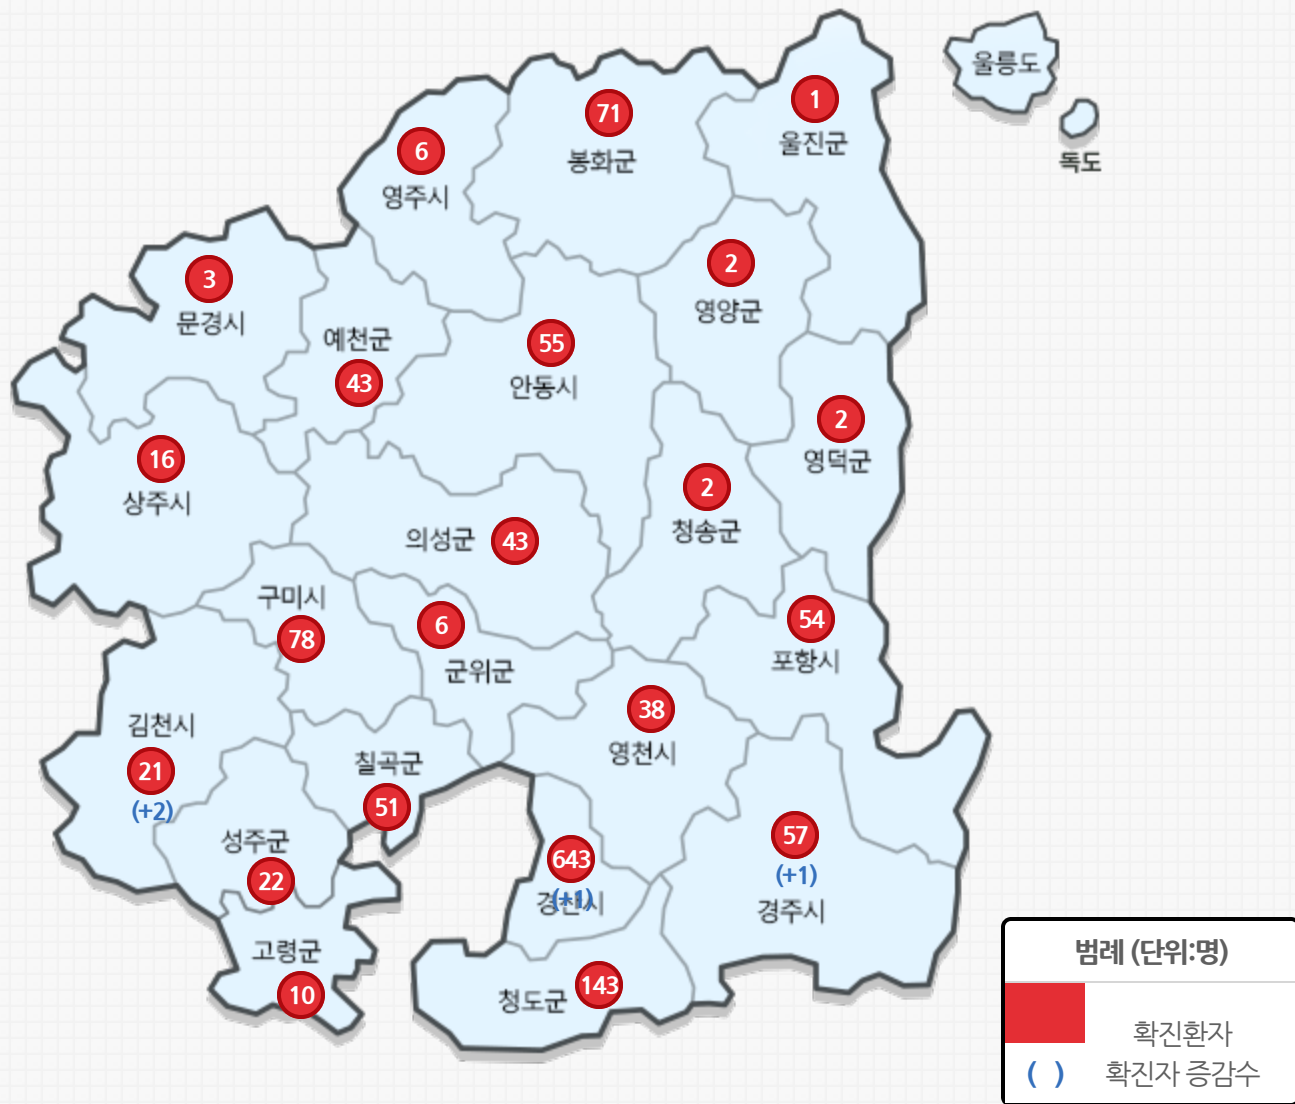 울릉도
독도
1
울진군
71
봉화군
6
영주시
2
영양군
3
문경시
예천군
43
55
안동시
2
영덕군
16
상주시
2
청송군
의성군
43
구미시
78
6
군위군
54
포항시
38
영천시
김천시
21
(+2)
칠곡군
51
성주군
22
643
(+1)
경산시
57
(+1)
경주시
고령군
10
청도군
143
범례 (단위:명)
확진환자
( ) 확진자 증감수